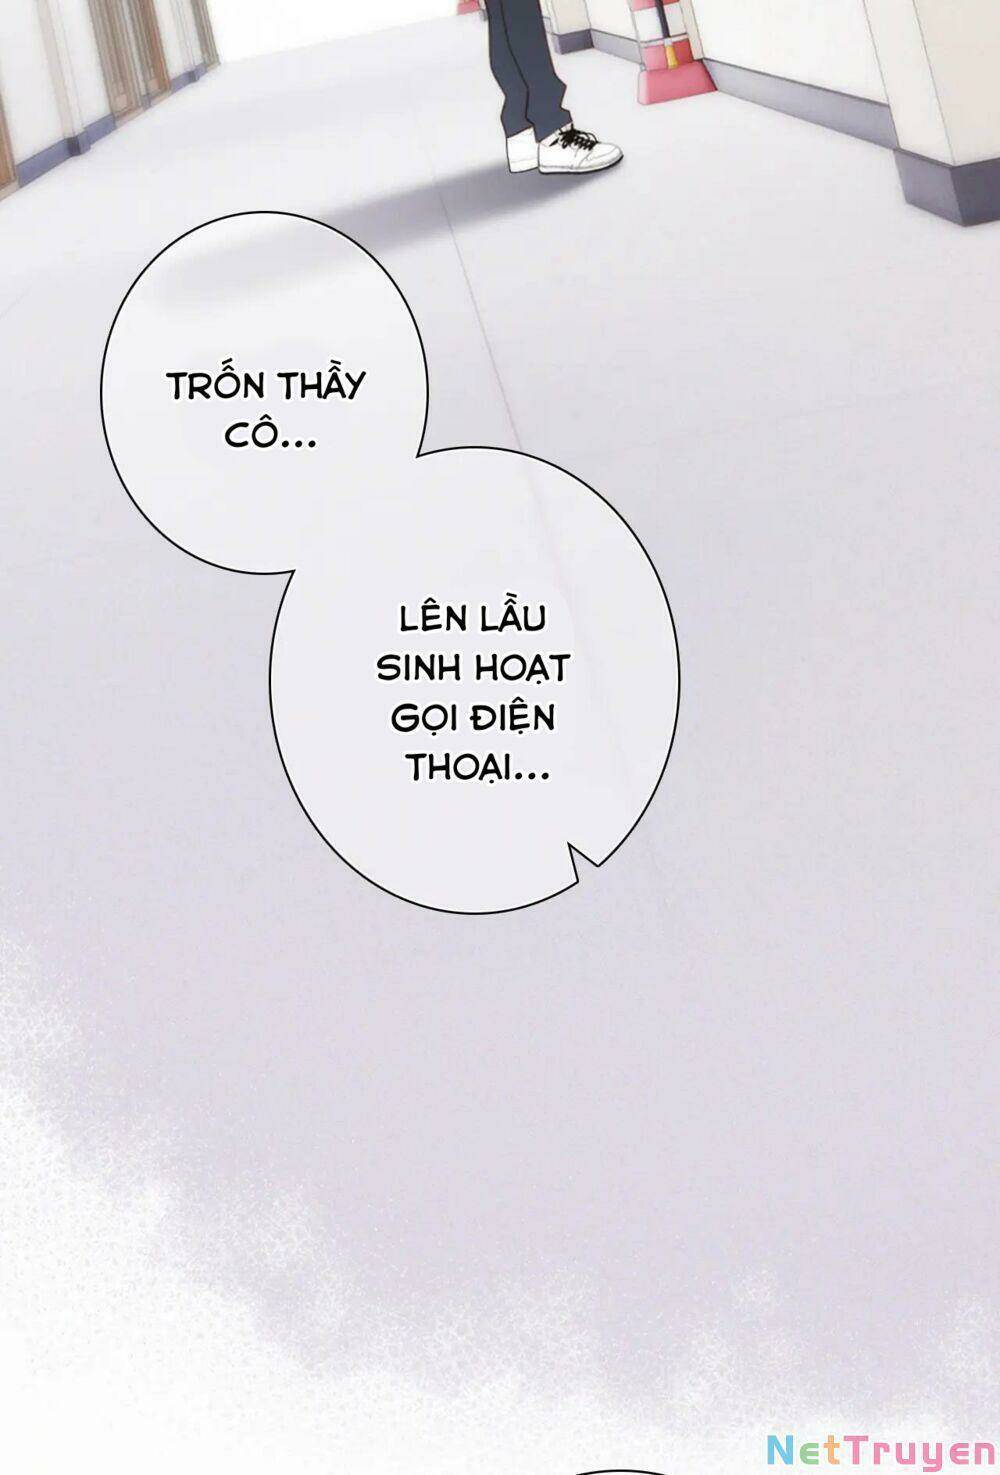 TRỐN THẦY
CÔ...
LÊN LẦU
SINH HOẠT
GỌI ĐIỆN
THOẠI...
NetTruyen